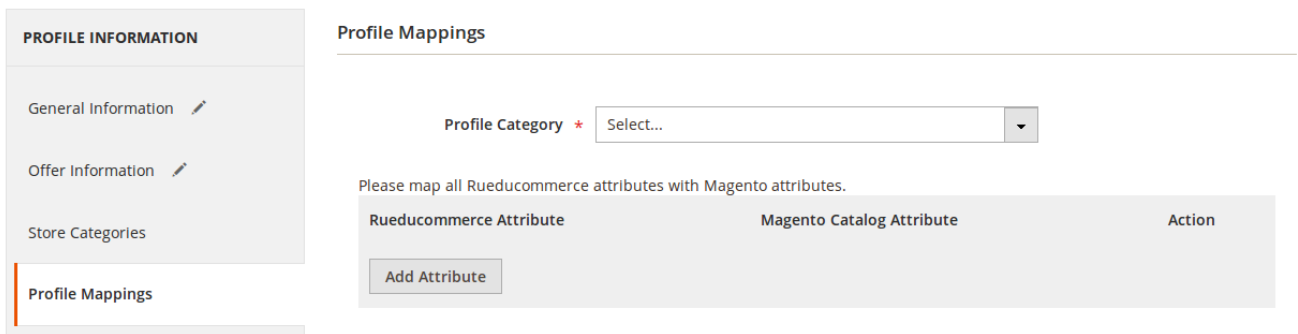 PROFILE INFORMATION
General Information
Offer Information
Store Categories
Profile Mappings
Profile Mappings
Profile Category * Select...
Please map all Rueducommerce attributes with Magento attributes.
Rueducommerce Attribute Magento Catalog Attribute Action
Add Attribute